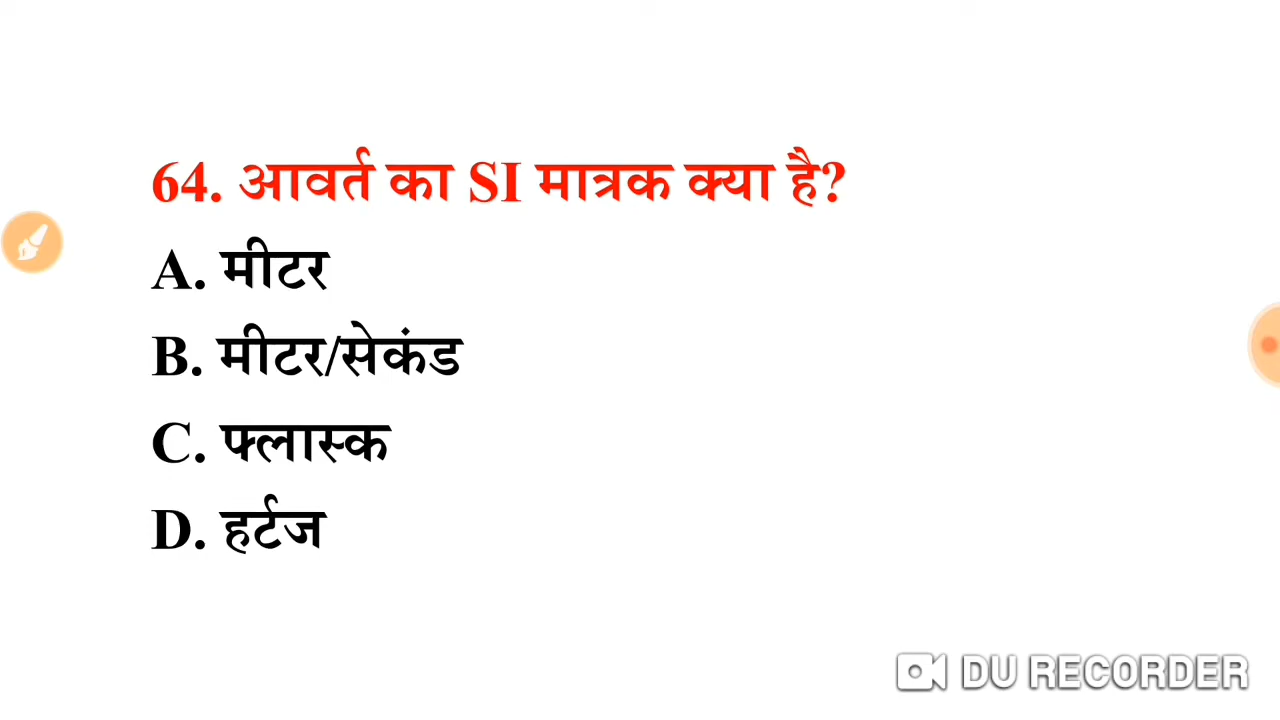 64. आवर्त का SI मात्रक क्या है?
A. मीटर
B. मीटर/सेकंड
C. फ्लास्क
D. हर्टज
DU RECORDER